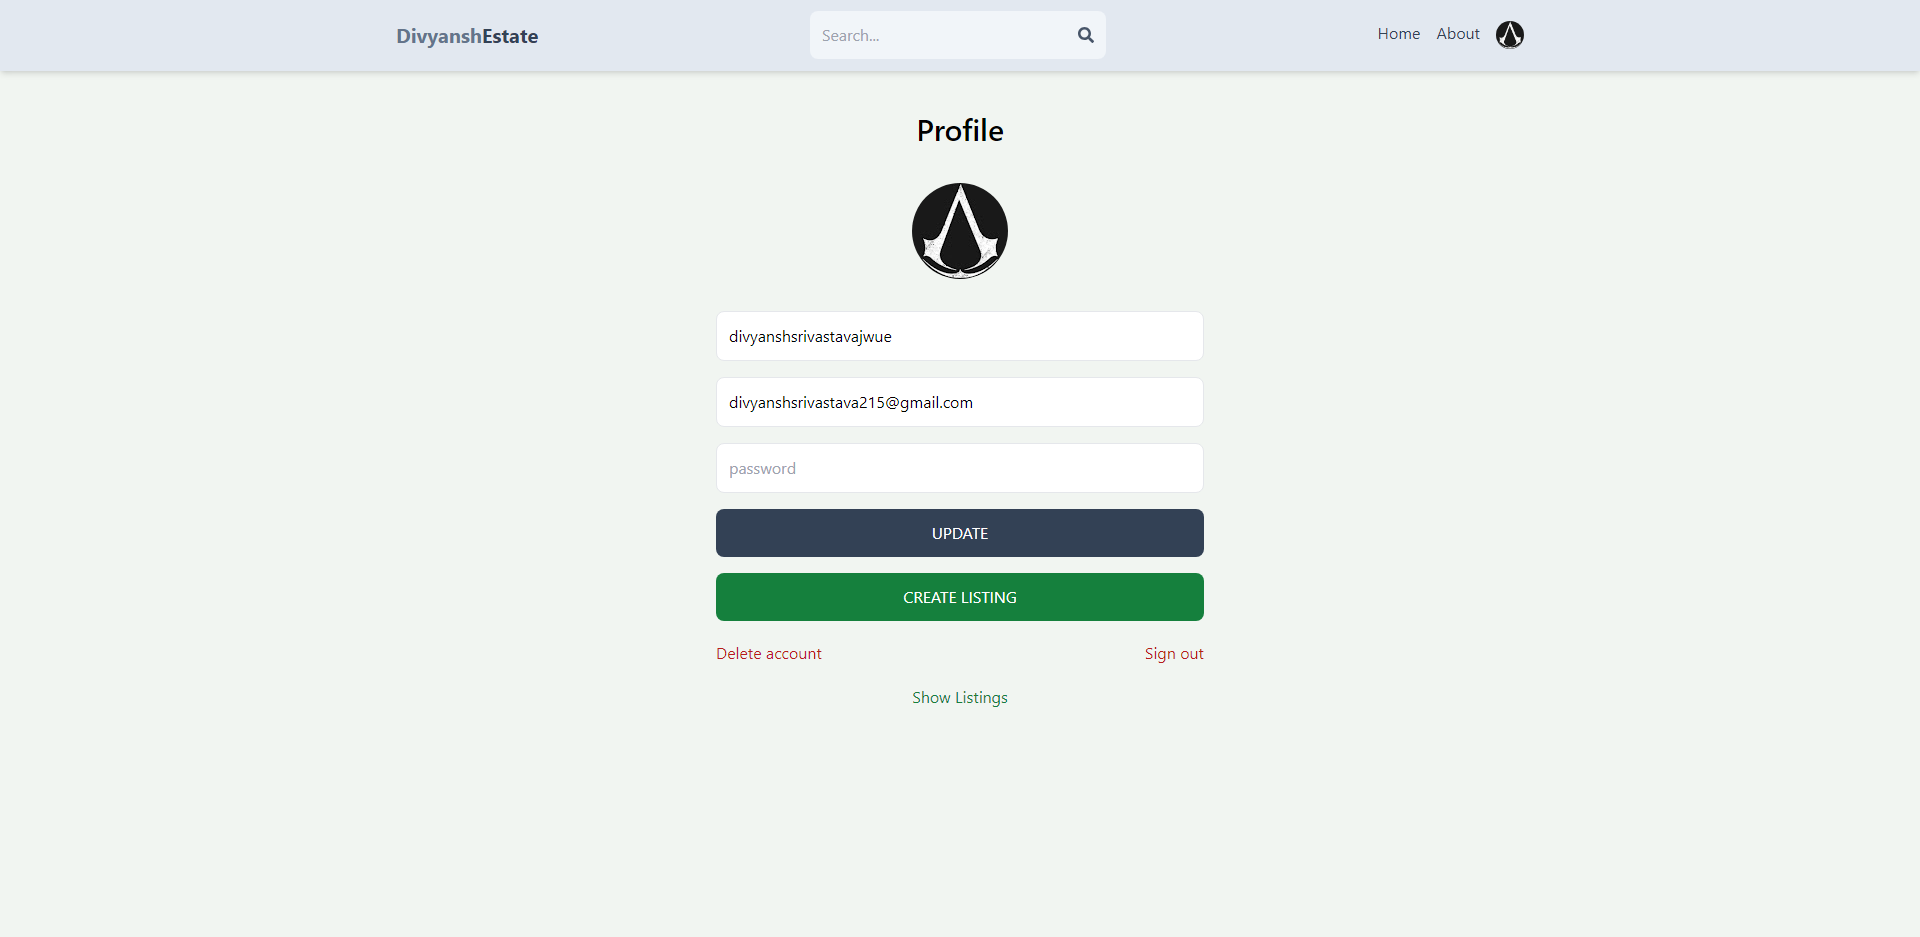 DivyanshEstate
Search...
Home About
Profile
divyanshsrivastavajwue
divyanshsrivastava215@gmail.com
password
UPDATE
CREATE LISTING
Delete account Sign out
Show Listings